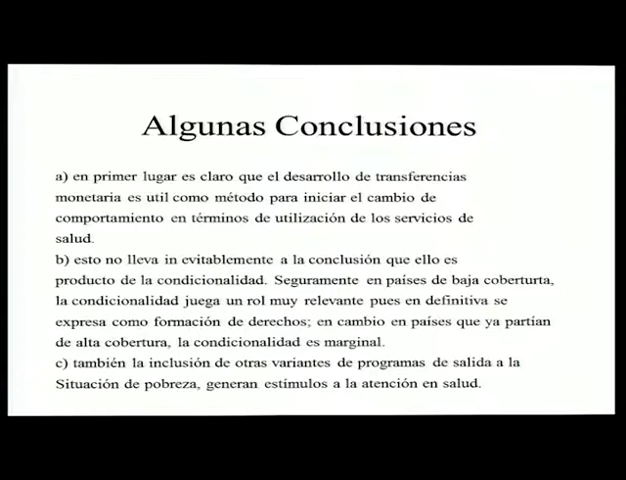 Algunas Conclusiones
a) en primer lugar es claro que el desarrollo de transferencias
monetaria es util como método para iniciar el cambio de
comportamiento en términos de utilización de los servicios de
salud.
b) esto no lleva in evitablemente a la conclusión que ello es
producto de la condicionalidad. Seguramente en países de baja coberturta,
la condicionalidad juega un rol muy relevante pues en definitiva se
expresa como formación de derechos; en cambio en países que ya partían
de alta cobertura, la condicionalidad es marginal.
c) también la inclusión de otras variantes de programas de salida a la
Situación de pobreza, generan estímulos a la atención en salud.